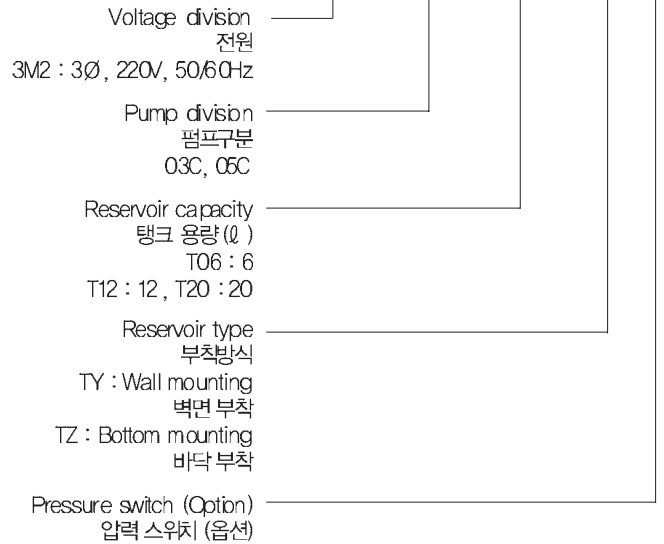 Voltage division
전원
3M2 : 3Ø, 220V, 50/60Hz
Pump division
펌프구분
03C, 05C
Reservoir capacity
탱크 용량(ℓ)
T06 : 6
T12 : 12, T20 : 20
Reservoir type
부착방식
TY : Wall mounting
벽면 부착
TZ : Bottom mounting
바닥 부착
Pressure switch (Option)
압력 스위치 (옵션)